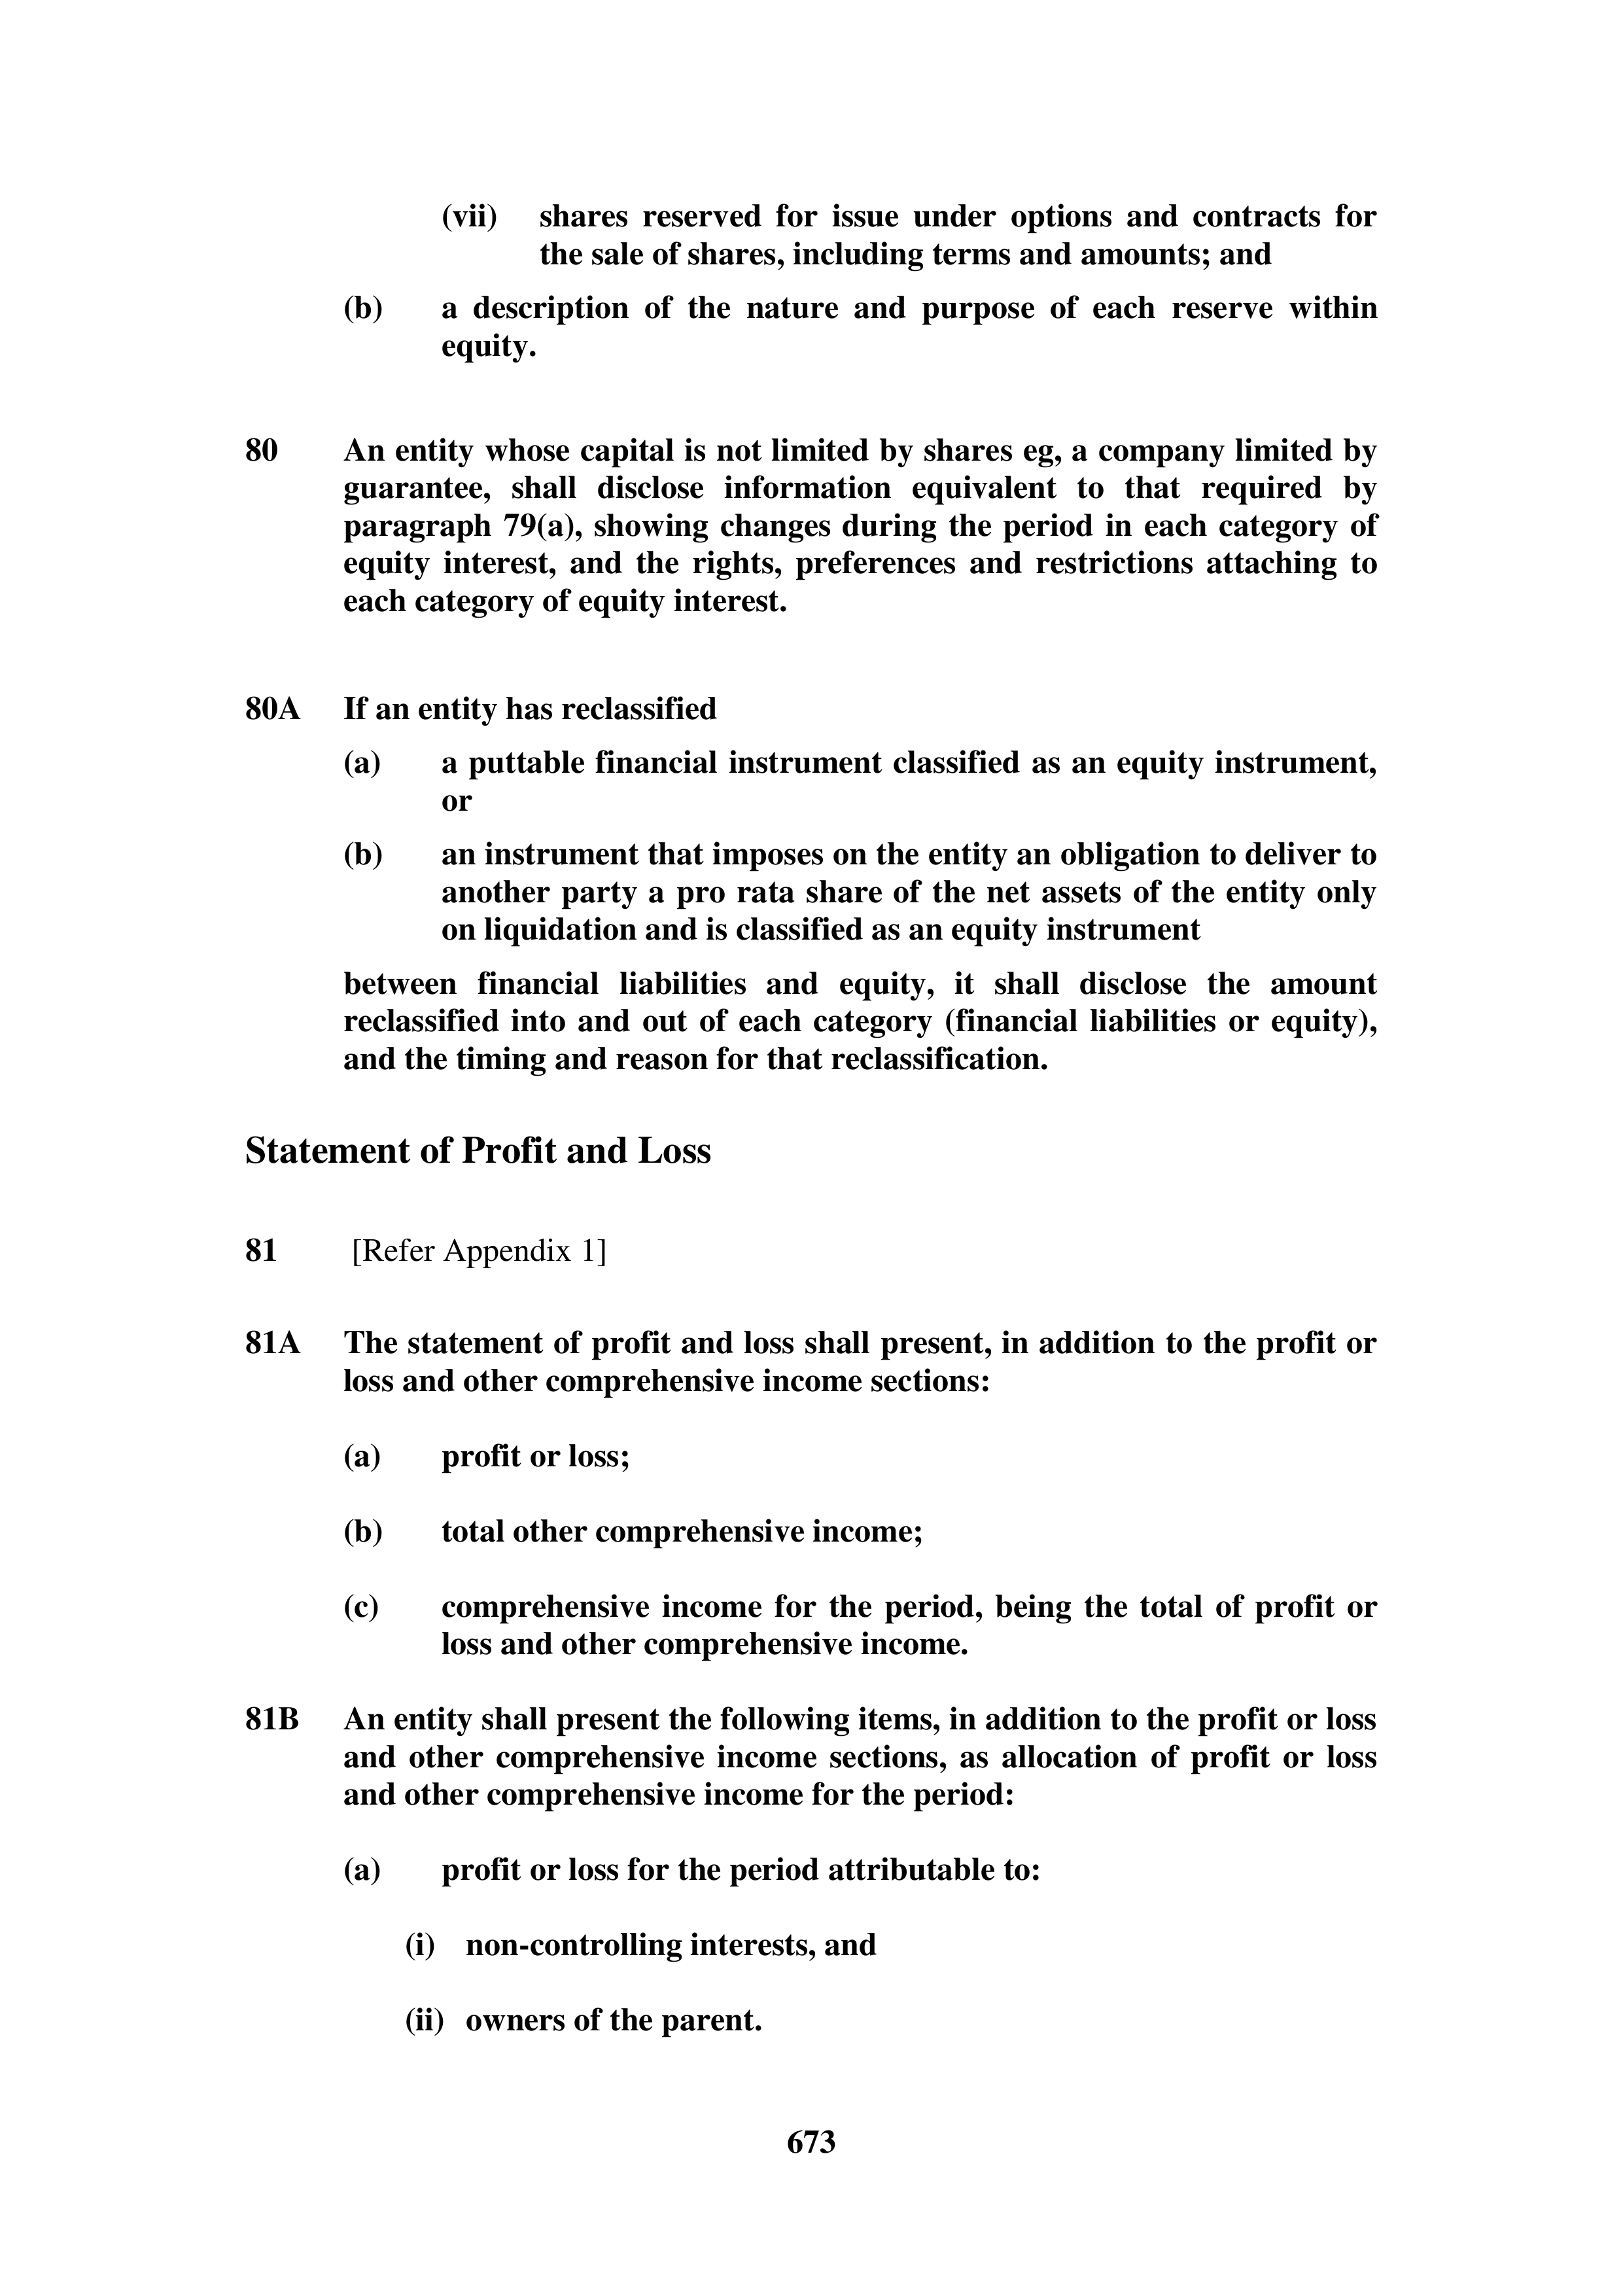 (vii) shares reserved for issue under options and contracts for
the sale of shares, including terms and amounts; and
(b) a description of the nature and purpose of each reserve within
equity.
80 An entity whose capital is not limited by shares eg, a company limited by
guarantee, shall disclose information equivalent to that required by
paragraph 79(a), showing changes during the period in each category of
equity interest, and the rights, preferences and restrictions attaching to
each category of equity interest.
80A If an entity has reclassified
(a) a puttable financial instrument classified as an equity instrument,
or
(b) an instrument that imposes on the entity an obligation to deliver to
another party a pro rata share of the net assets of the entity only
on liquidation and is classified as an equity instrument
between financial liabilities and equity, it shall disclose the amount
reclassified into and out of each category (financial liabilities or equity),
and the timing and reason for that reclassification.
Statement of Profit and Loss
81 [Refer Appendix 1]
81A The statement of profit and loss shall present, in addition to the profit or
loss and other comprehensive income sections:
(a) profit or loss;
(b) total other comprehensive income;
(c) comprehensive income for the period, being the total of profit or
loss and other comprehensive income.
81B An entity shall present the following items, in addition to the profit or loss
and other comprehensive income sections, as allocation of profit or loss
and other comprehensive income for the period:
(a) profit or loss for the period attributable to:
(i) non-controlling interests, and
(ii) owners of the parent.
673